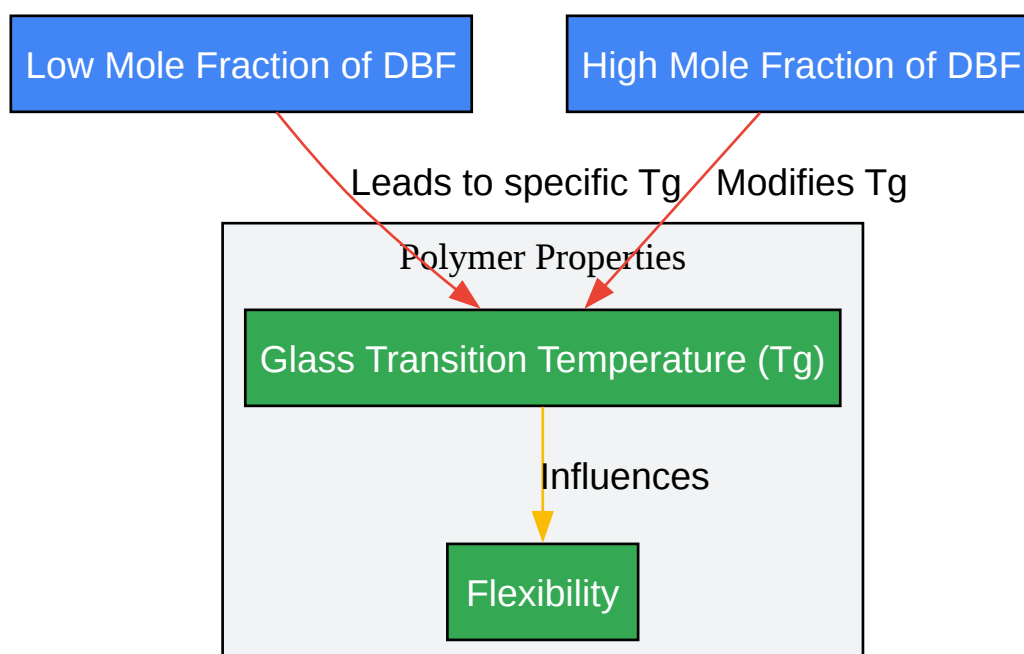 Low Mole Fraction of DBF
High Mole Fraction of DBF
Leads to specific Tg
Modifies Tg
Polymer Properties
Glass Transition Temperature (Tg)
Influences
Flexibility